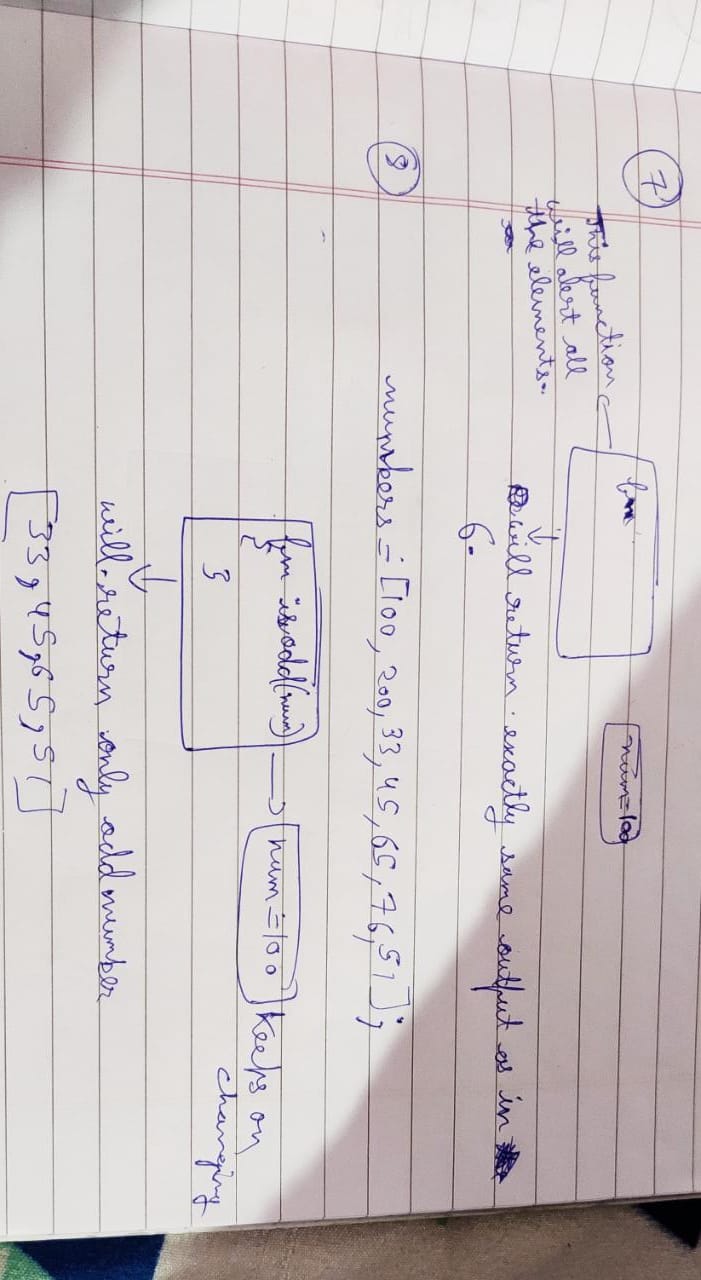 7
This function
will alert all
the elements.
num=100
will return exactly same output as in
6.
8
numbers = [100, 200, 33, 45, 65, 76, 51];
fun isodd(num)
{
}
num=100
keeps on
changing
will return only odd number
[33, 45, 65, 51]